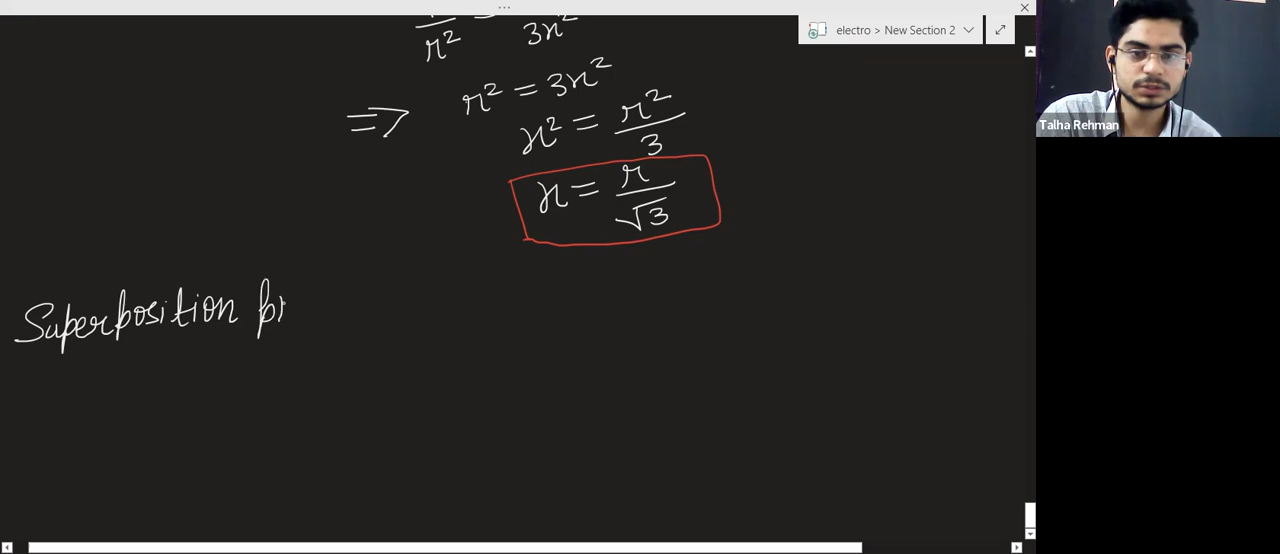 ...
electro > New Section 2
r² = 3x²
⇒
x² = r²/3
x = r/√3
Superposition
Talha Rehman